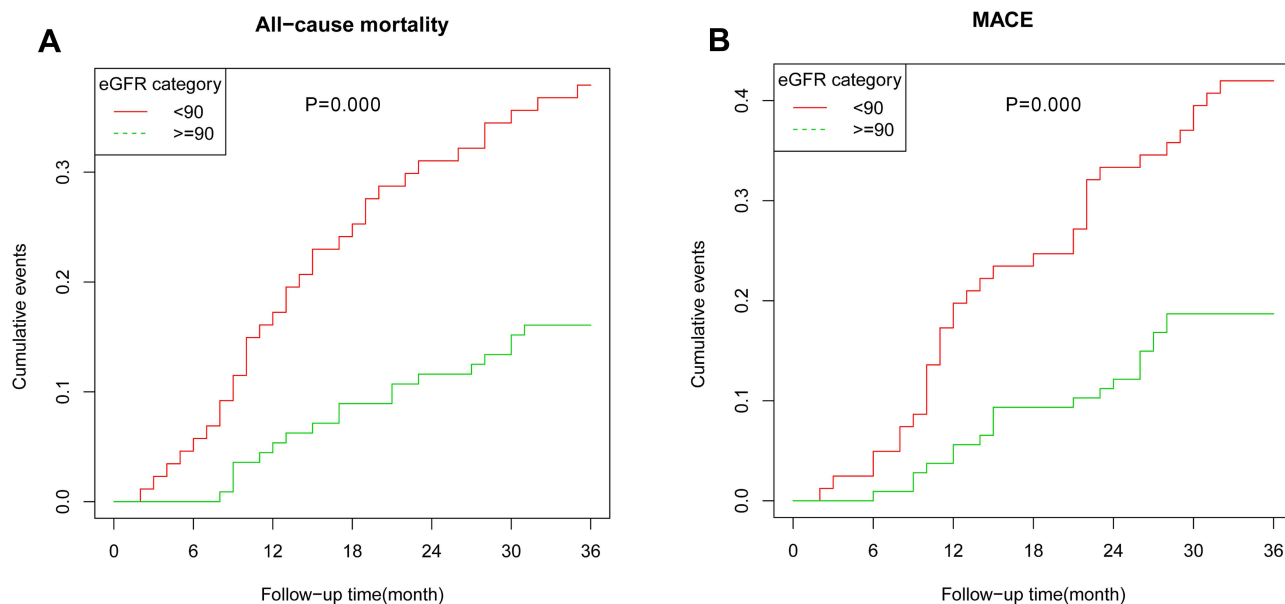 A
All−cause mortality
eGFR category
<90
>=90
P=0.000
Cumulative events
0.0
0.1
0.2
0.3
0 6 12 18 24 30 36
Follow−up time(month)
B
MACE
eGFR category
<90
>=90
P=0.000
Cumulative events
0.0
0.1
0.2
0.3
0.4
0 6 12 18 24 30 36
Follow−up time(month)